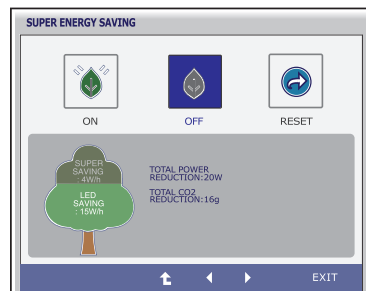 SUPER ENERGY SAVING
ON
OFF
RESET
SUPER
SAVING
: 4W/h
LED
SAVING
: 15W/h
TOTAL POWER
REDUCTION:20W
TOTAL CO2
REDUCTION:16g
EXIT